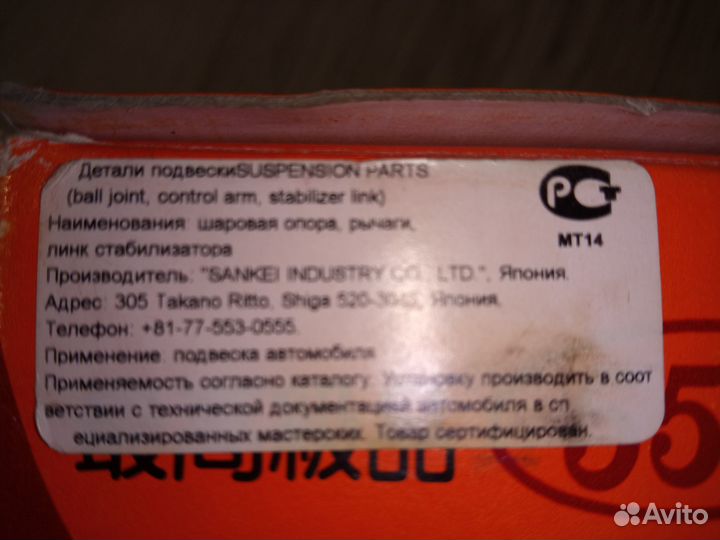 Детали подвескиSUSPENSION PARTS
(ball joint, control arm, stabilizer link)
Наименования: шаровая опора, рычаги,
линк стабилизатора
Производитель: "SANKEI INDUSTRY CO., LTD.", Япония.
Адрес: 305 Takano Ritto, Shiga Япония.
Телефон: +81-77-553-0555.
Применение: подвеска автомобиля
Применяемость согласно каталогу. Установку производить в соот
ветствии с технической документацией автомобиля в сп
ециализированных мастерских. Товар сертифицирован.
РСТ
МТ14
555
Avito